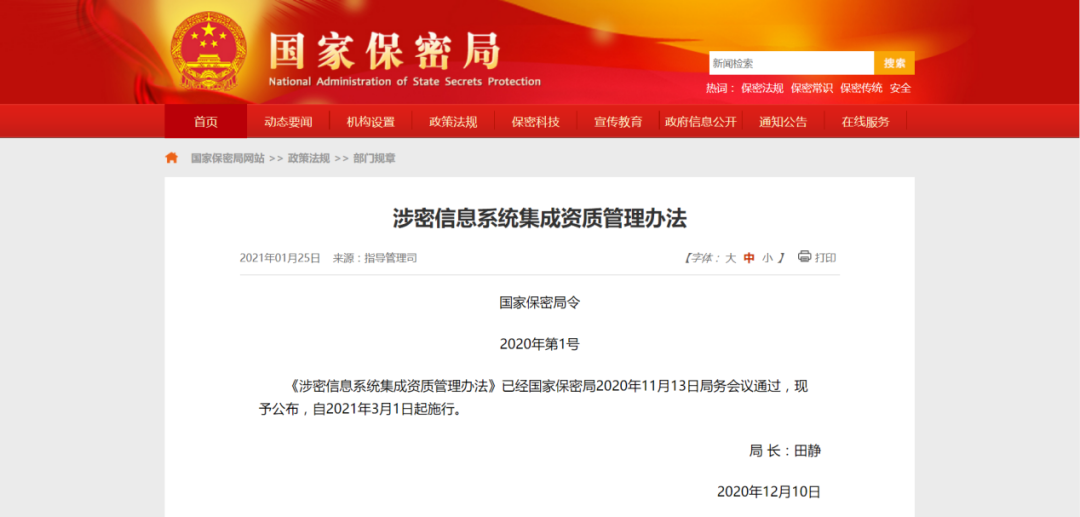 国家保密局
National Administration of State Secrets Protection
新闻检索 搜索
热词： 保密法规 保密常识 保密传统 安全
首页 动态要闻 机构设置 政策法规 保密科技 宣传教育 政府信息公开 通知公告 在线服务
国家保密局网站 >> 政策法规 >> 部门规章
涉密信息系统集成资质管理办法
2021年01月25日 来源：指导管理司 【字体： 大 中 小 】 打印
国家保密局令
2020年第1号
《涉密信息系统集成资质管理办法》已经国家保密局2020年11月13日局务会议通过，现
予公布，自2021年3月1日起施行。
局 长：田静
2020年12月10日